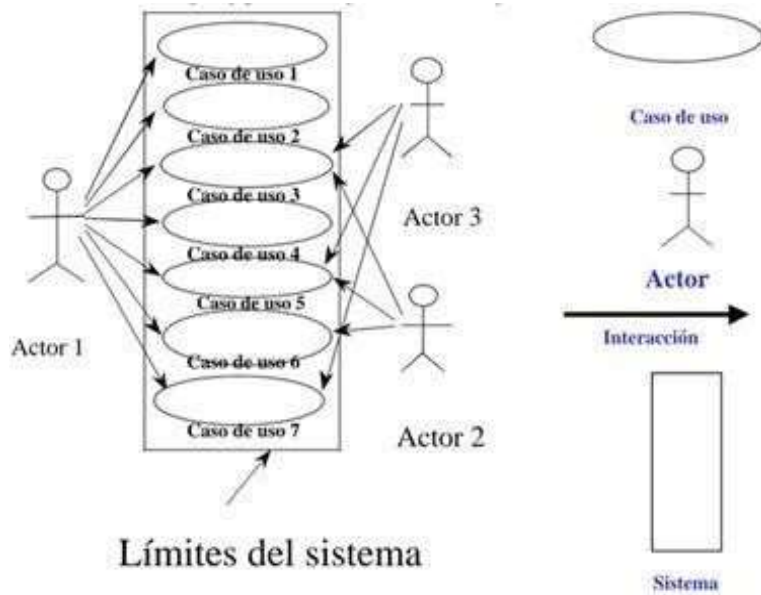 Caso de uso 1
Caso de uso 2
Caso de uso 3
Caso de uso 4
Caso de uso 5
Caso de uso 6
Caso de uso 7
Actor 1
Actor 3
Actor 2
Límites del sistema
Caso de uso
Actor
Interacción
Sistema